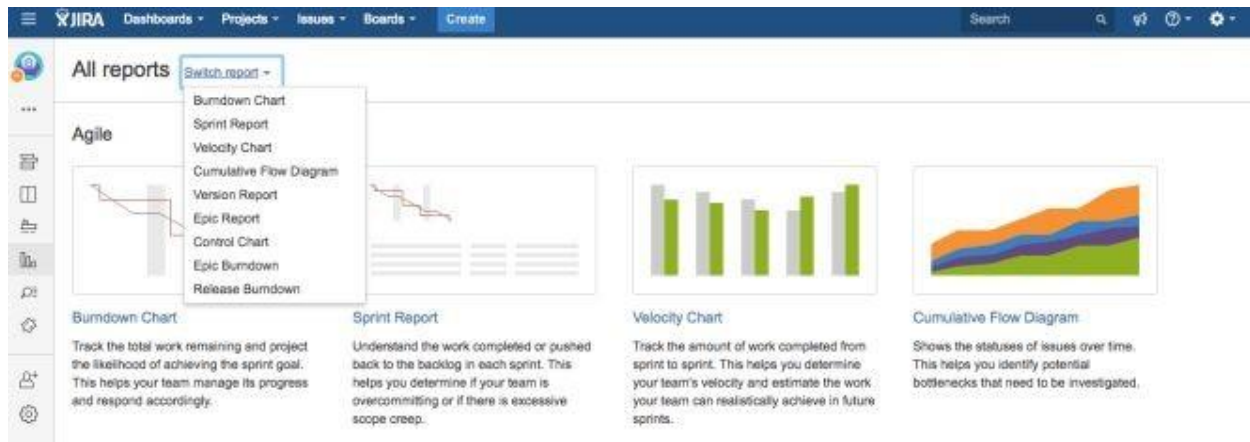 JIRA Dashboards Projects Issues Boards Create Search
All reports Switch report
Burndown Chart
Sprint Report
Velocity Chart
Cumulative Flow Diagram
Version Report
Epic Report
Control Chart
Epic Burndown
Release Burndown
Agile
Burndown Chart
Track the total work remaining and project
the likelihood of achieving the sprint goal.
This helps your team manage its progress
and respond accordingly.
Sprint Report
Understand the work completed or pushed
back to the backlog in each sprint. This
helps you determine if your team is
overcommitting or if there is excessive
scope creep.
Velocity Chart
Track the amount of work completed from
sprint to sprint. This helps you determine
your team's velocity and estimate the work
your team can realistically achieve in future
sprints.
Cumulative Flow Diagram
Shows the statuses of issues over time.
This helps you identify potential
bottlenecks that need to be investigated.